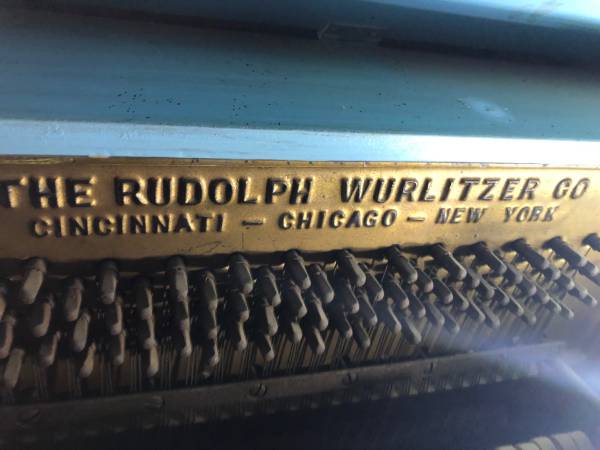 THE RUDOLPH WURLITZER CO
CINCINNATI - CHICAGO - NEW YORK